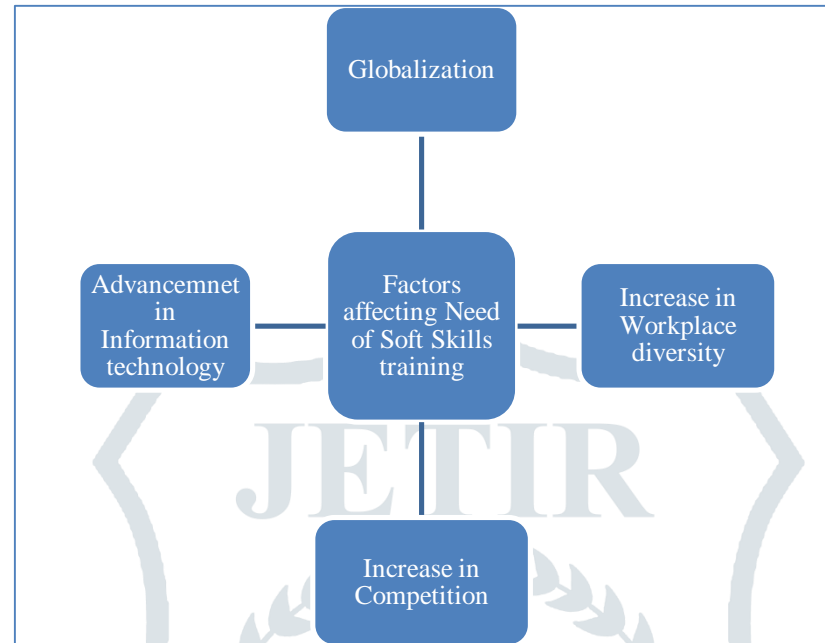 Globalization
Advancemnet
in
Information
technology
Factors
affecting Need
of Soft Skills
training
Increase in
Workplace
diversity
JETIR
Increase in
Competition